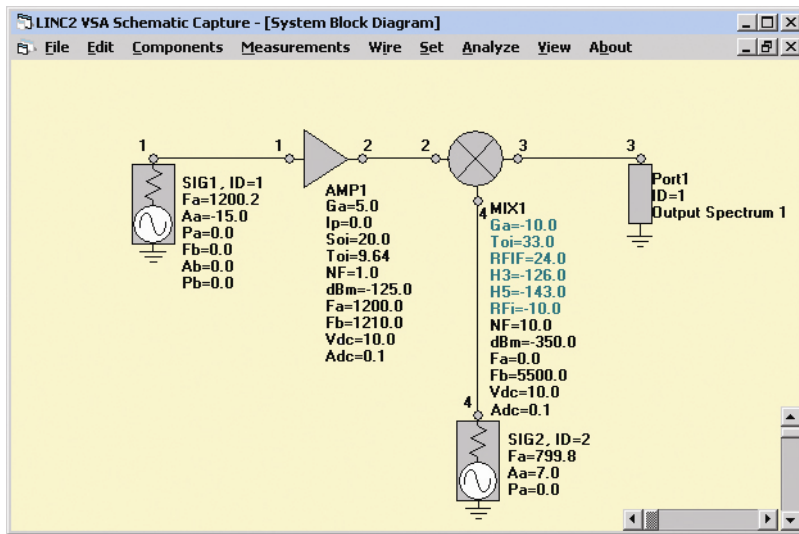 LINC2 VSA Schematic Capture - [System Block Diagram]
File Edit Components Measurements Wire Set Analyze View About
1 1 2 2 3 3
SIG1, ID=1
Fa=1200.2
Aa=-15.0
Pa=0.0
Fb=0.0
Ab=0.0
Pb=0.0
AMP1
Ga=5.0
Ip=0.0
Soi=20.0
Toi=9.64
NF=1.0
dBm=-125.0
Fa=1200.0
Fb=1210.0
Vdc=10.0
Adc=0.1
4 MIX1
Ga=-10.0
Toi=33.0
RFIF=24.0
H3=-126.0
H5=-143.0
RFi=-10.0
NF=10.0
dBm=-350.0
Fa=0.0
Fb=5500.0
Vdc=10.0
Adc=0.1
Port1
ID=1
Output Spectrum 1
4
SIG2, ID=2
Fa=799.8
Aa=7.0
Pa=0.0